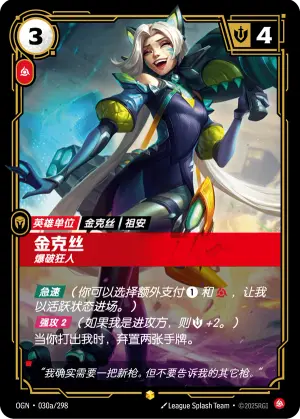 3
4
英雄单位 金克丝 祖安
金克丝
爆破狂人
急速 (你可以选择额外支付1和，让我
以活跃状态进场。)
强攻 2 (如果我是进攻方，则+2。)
当你打出我时，弃置两张手牌。
“我确实需要一把新枪。但不要告诉我的其它枪。”
OGN • 030a/298 League Splash Team ©2025RGI